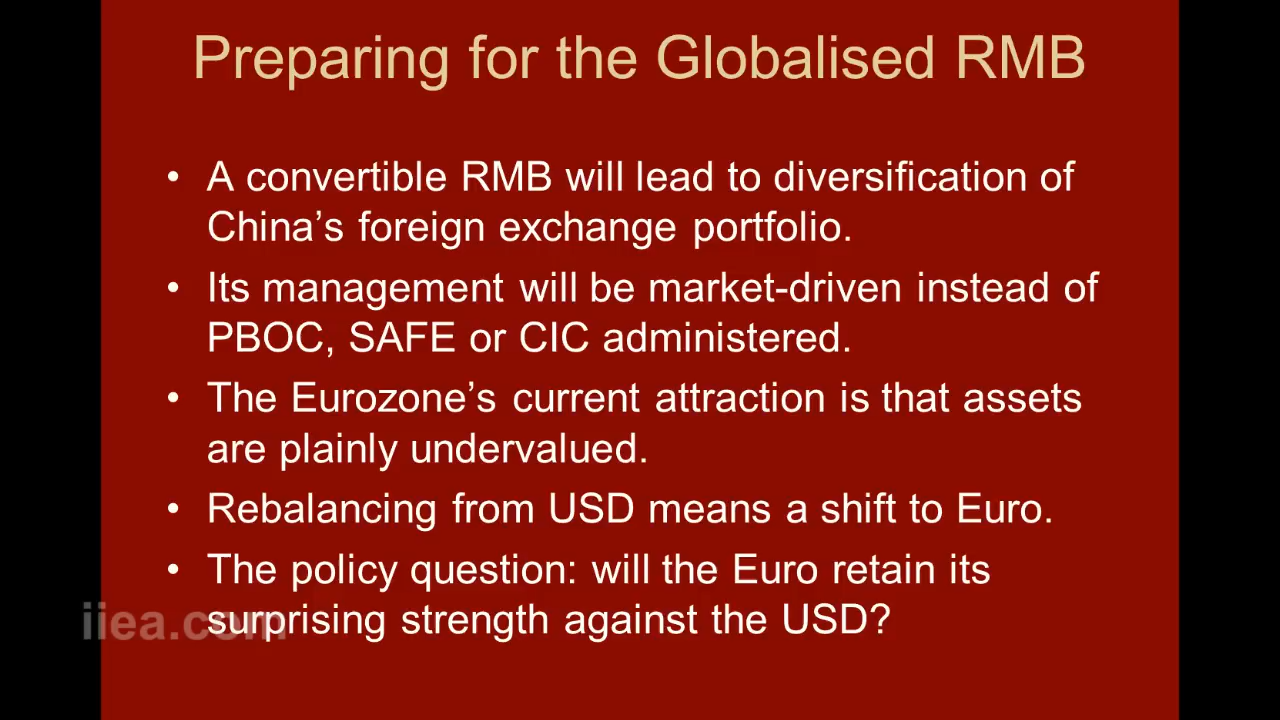 Preparing for the Globalised RMB
• A convertible RMB will lead to diversification of
China's foreign exchange portfolio.
• Its management will be market-driven instead of
PBOC, SAFE or CIC administered.
• The Eurozone's current attraction is that assets
are plainly undervalued.
• Rebalancing from USD means a shift to Euro.
• The policy question: will the Euro retain its
surprising strength against the USD?
iiea.com